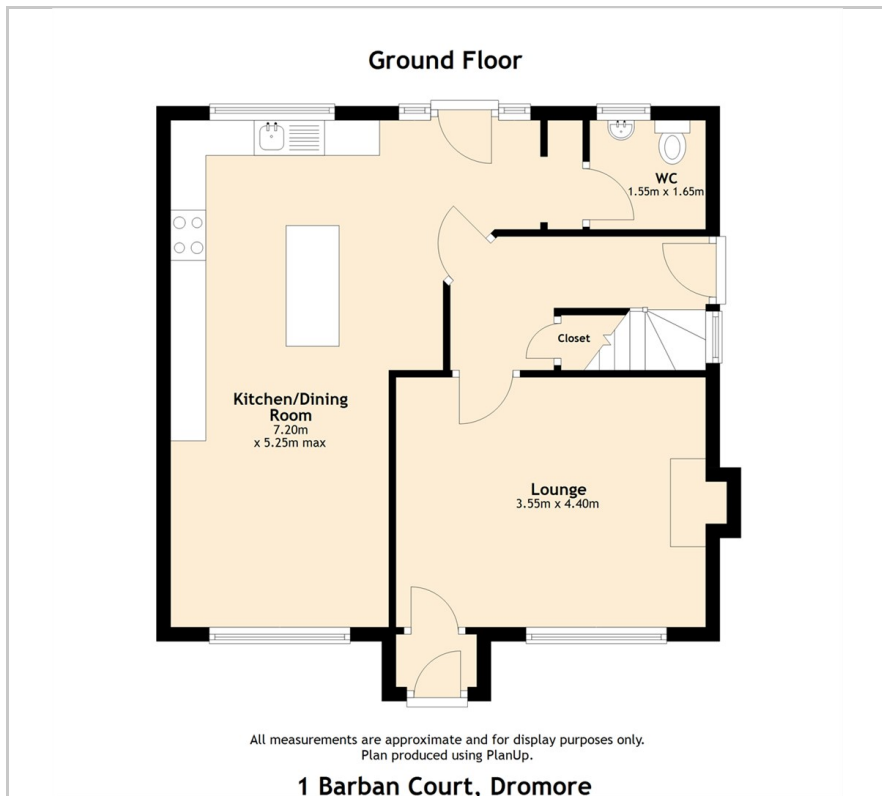 Ground Floor
WC
1.55m x 1.65m
Closet
Kitchen/Dining
Room
7.20m
x 5.25m max
Lounge
3.55m x 4.40m
All measurements are approximate and for display purposes only.
Plan produced using PlanUp.
1 Barban Court, Dromore